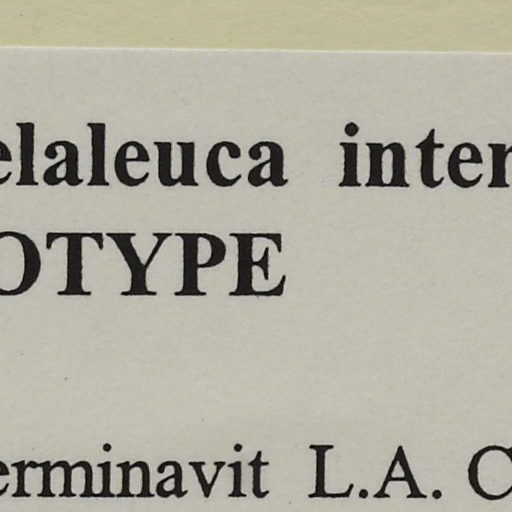 elaleuca inter
OTYPE
erminavit L.A. C